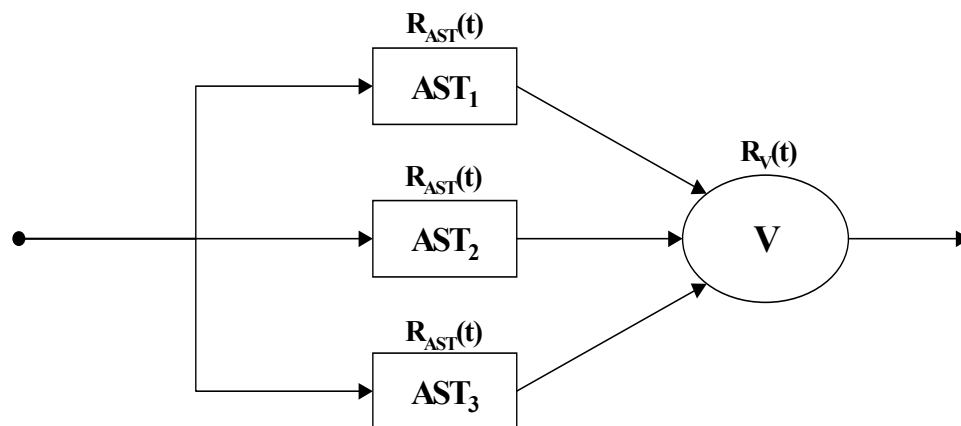 R_AST(t)
AST₁
R_V(t)
R_AST(t)
AST₂
V
R_AST(t)
AST₃